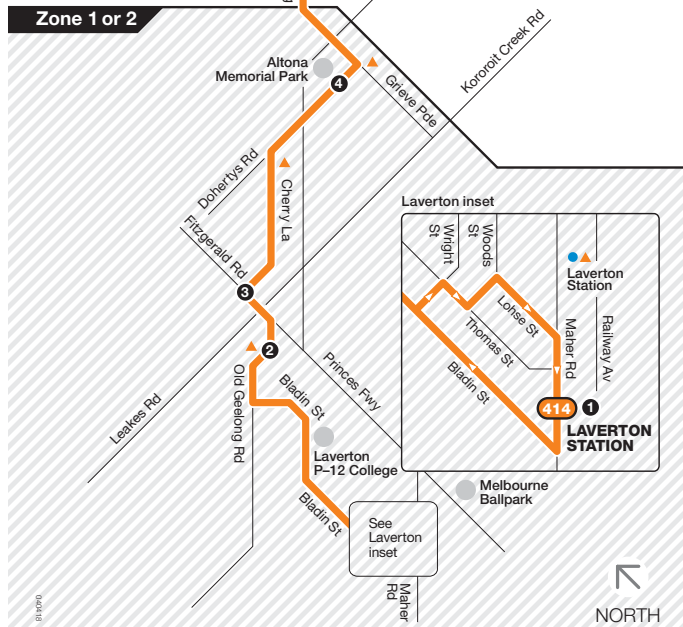 Zone 1 or 2
Altona
Memorial Park
4
Grieve Pde
Kororoit Creek Rd
Dohertys Rd
Cherry La
Fitzgerald Rd
3
2
Leakes Rd
Old Geelong Rd
Bladin St
Princes Fwy
Laverton
P–12 College
Bladin St
See
Laverton
inset
Maher
Rd
Melbourne
Ballpark
Laverton inset
Wright
St
Woods
St
Laverton
Station
Lohse St
Thomas St
Maher Rd
Railway Av
Bladin St
414
1
LAVERTON
STATION
NORTH
040418